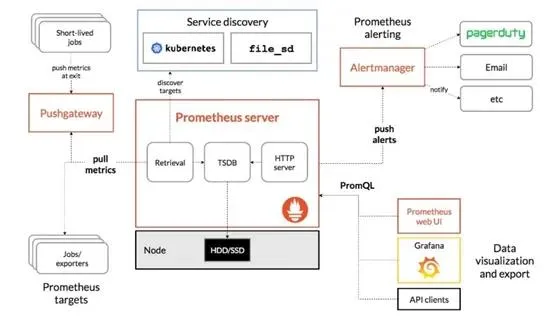 Short-lived
jobs
push metrics
at exit
Pushgateway
pull
metrics
Jobs/
exporters
Prometheus
targets
Service discovery
kubernetes
file_sd
discover
targets
Prometheus server
Retrieval
TSDB
HTTP
server
Node
HDD/SSD
Prometheus
alerting
Alertmanager
push
alerts
pagerduty
Email
notify
etc
PromQL
Prometheus
web UI
Grafana
API clients
Data
visualization
and export